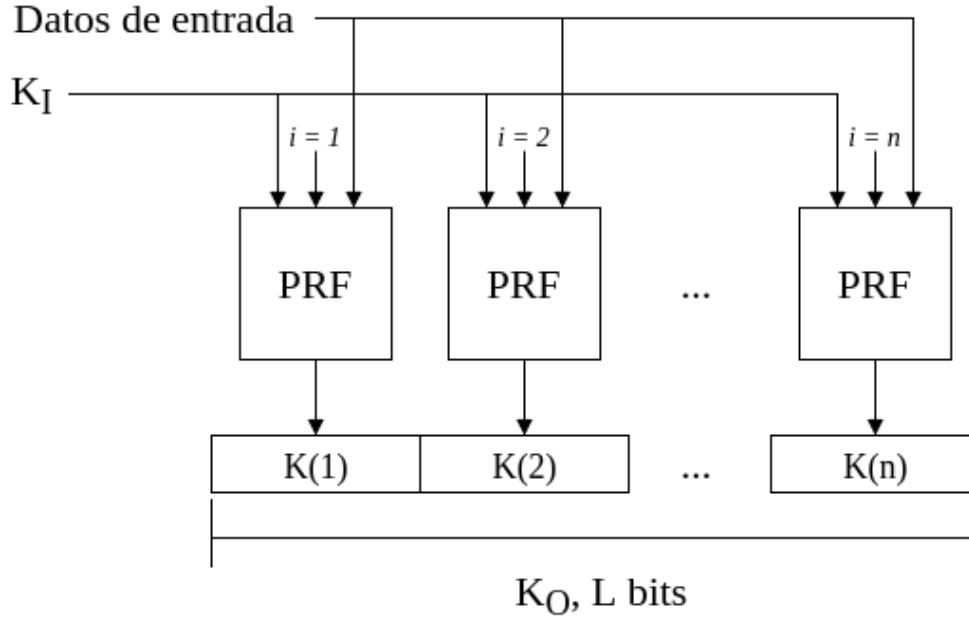 Datos de entrada
K_I
i = 1 i = 2 i = n
PRF PRF ... PRF
K(1) K(2) ... K(n)
K_O, L bits